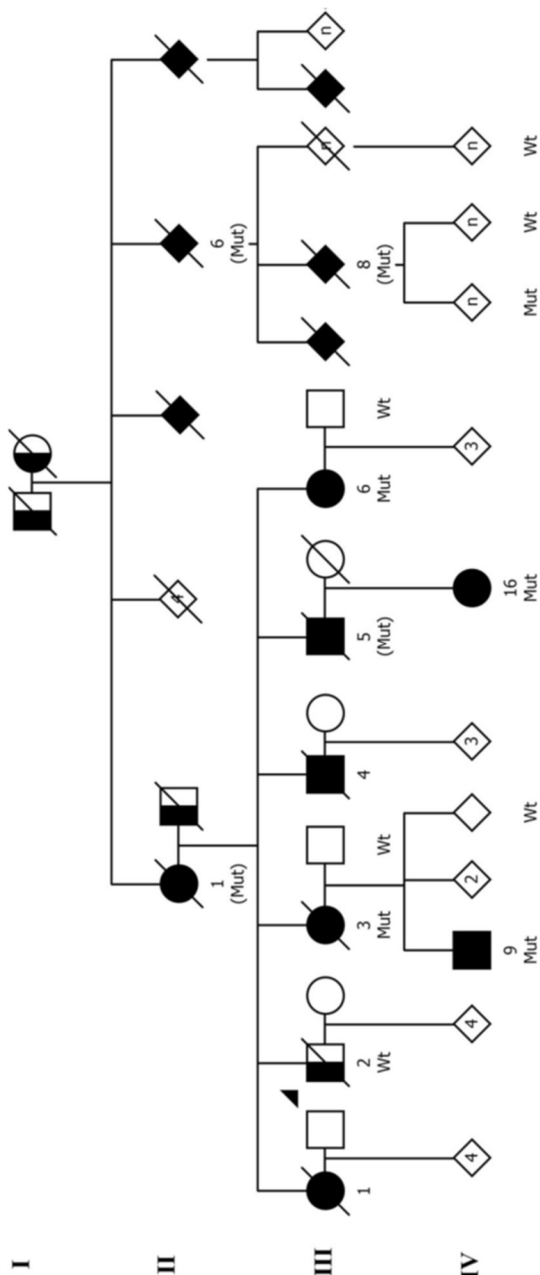 I
II 4
1 6
(Mut) (Mut)
III n n
1 2 3 4 5 6 8
Wt Mut Wt (Mut) Mut Wt (Mut)
IV 4 4 2 3 3 n n n
9 16
Mut Wt Mut Mut Wt Wt